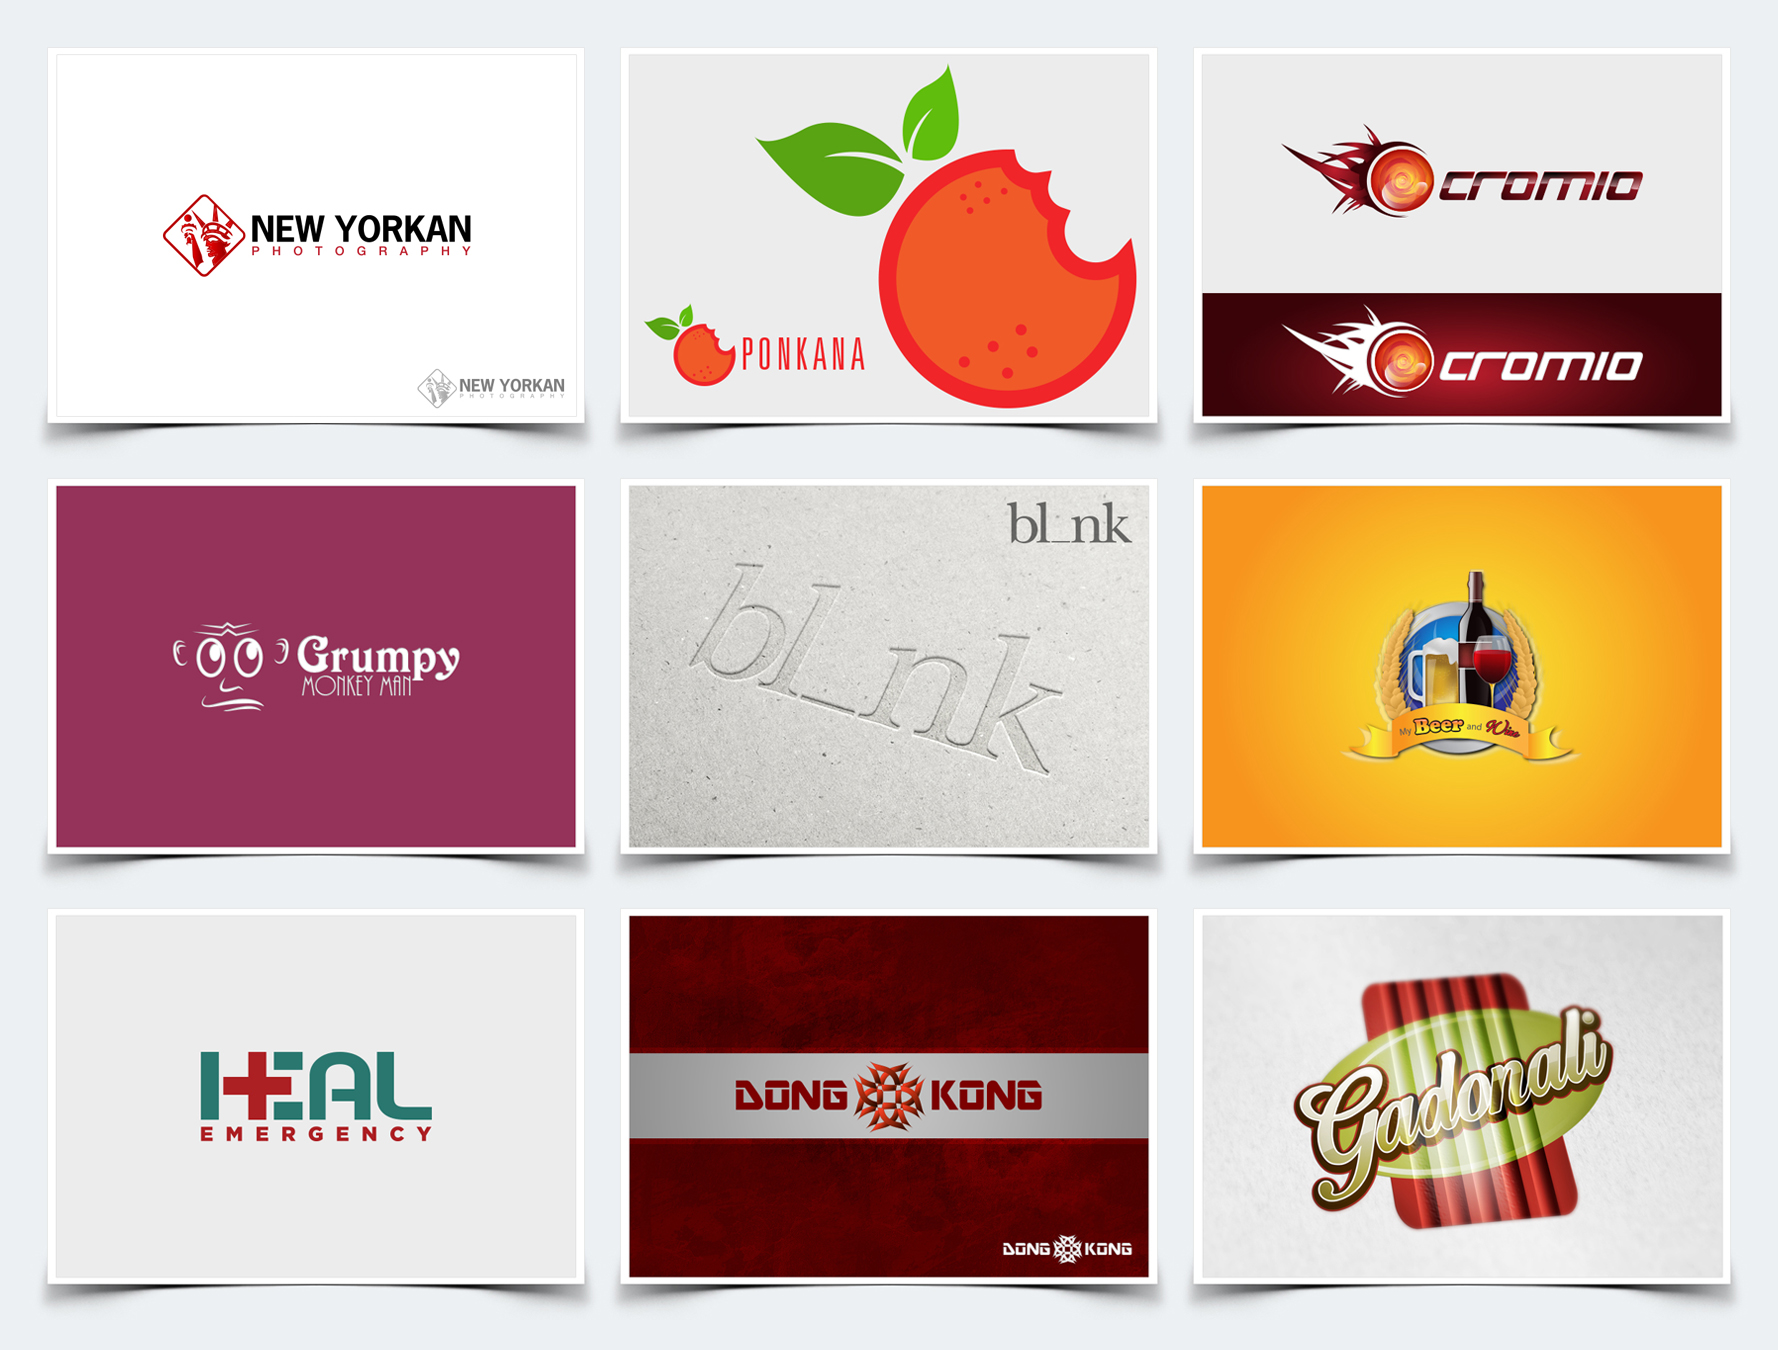 NEW YORKAN
PHOTOGRAPHY
NEW YORKAN
PHOTOGRAPHY
PONKANA
cromio
cromio
Grumpy
MONKEY MAN
bl_nk
bl_nk
My Beer and Wine
HEAL
EMERGENCY
DONG KONG
DONG KONG
Gadonali